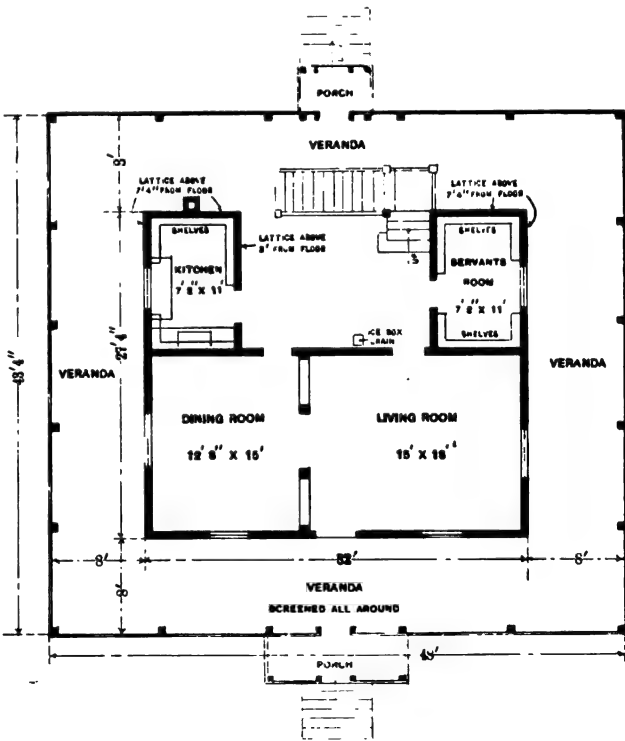 PORCH
VERANDA
8'
LATTICE ABOVE
7'6" FROM FLOOR
LATTICE ABOVE
7'6" FROM FLOOR
SHELVES
LATTICE ABOVE
8' FROM FLOOR
KITCHEN
7' 8" X 11'
SHELVES
SERVANTS
ROOM
7' 8" X 11'
SHELVES
ICE BOX
DRAIN
27'4"
43'4"
VERANDA
VERANDA
DINING ROOM
12' 8" X 15'
LIVING ROOM
15' X 18'
8'
32'
8'
8'
VERANDA
SCREENED ALL AROUND
48'
PORCH